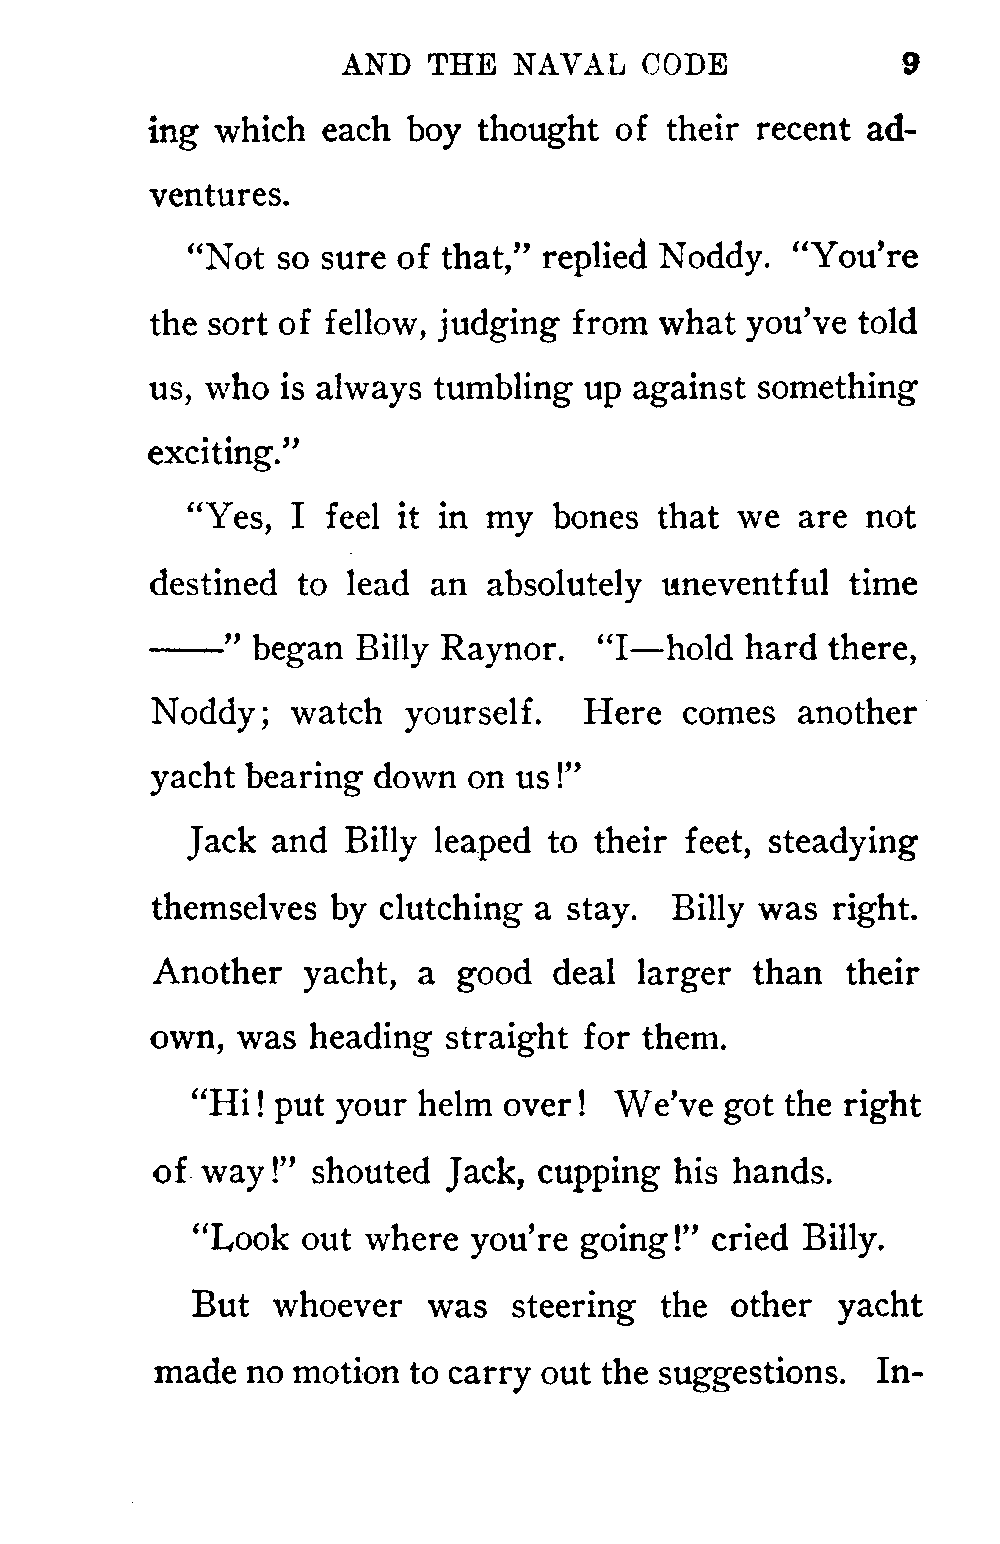 AND THE NAVAL CODE 9
ing which each boy thought of their recent ad-
ventures.
“Not so sure of that,” replied Noddy. “You’re
the sort of fellow, judging from what you’ve told
us, who is always tumbling up against something
exciting.”
“Yes, I feel it in my bones that we are not
destined to lead an absolutely uneventful time
——” began Billy Raynor. “I—hold hard there,
Noddy; watch yourself. Here comes another
yacht bearing down on us!”
Jack and Billy leaped to their feet, steadying
themselves by clutching a stay. Billy was right.
Another yacht, a good deal larger than their
own, was heading straight for them.
“Hi! put your helm over! We’ve got the right
of way!” shouted Jack, cupping his hands.
“Look out where you’re going!” cried Billy.
But whoever was steering the other yacht
made no motion to carry out the suggestions. In-